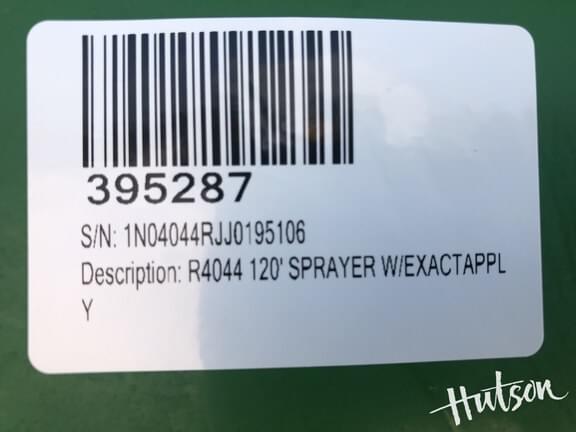 395287
S/N: 1N04044RJJ0195106
Description: R4044 120' SPRAYER W/EXACTAPPL
Y
Hutson